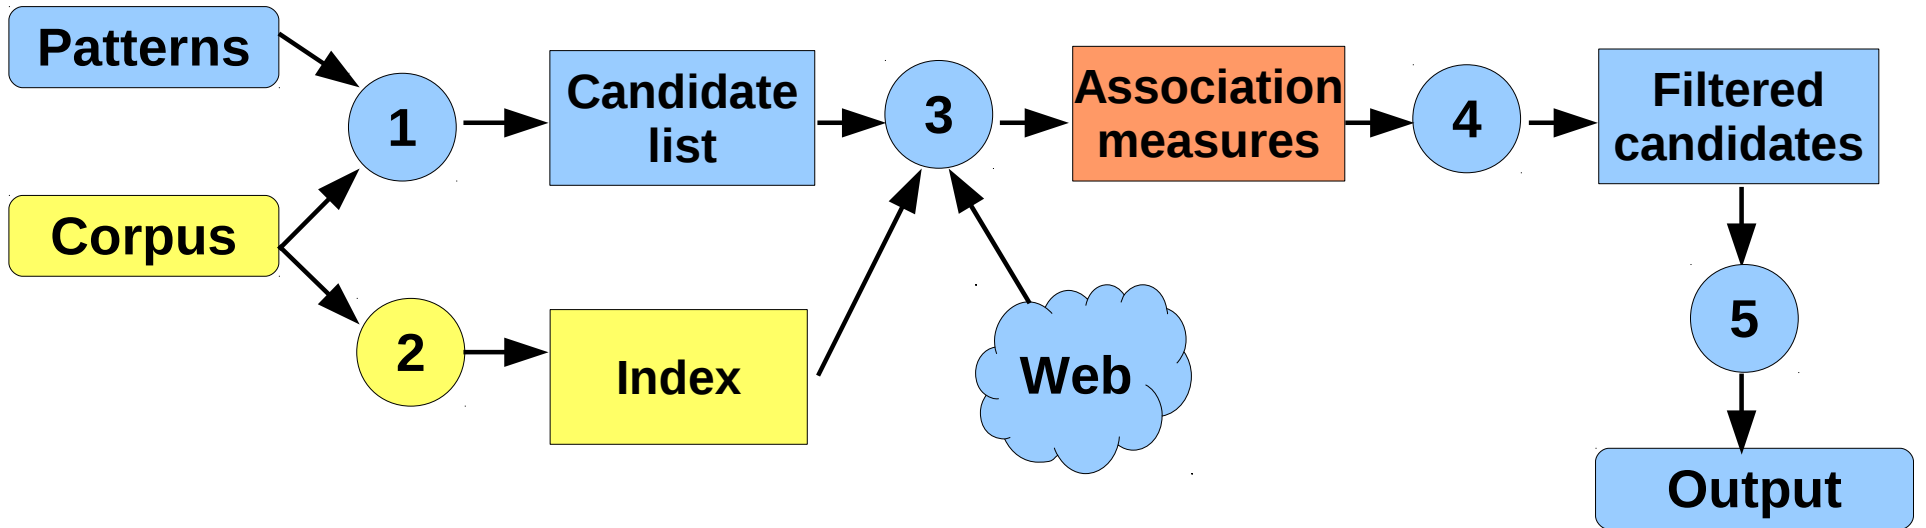 Patterns
1
Candidate
list
3
Association
measures
4
Filtered
candidates
Corpus
2
Index
Web
5
Output